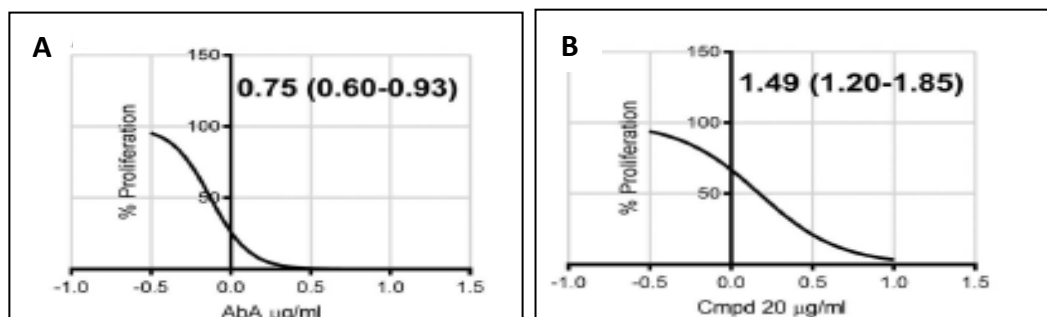 A
150
0.75 (0.60-0.93)
100
50
% Proliferation
-1.0 -0.5 0.0 0.5 1.0 1.5
AbA µg/ml
B
150
1.49 (1.20-1.85)
100
50
% Proliferation
-1.0 -0.5 0.0 0.5 1.0 1.5
Cmpd 20 µg/ml